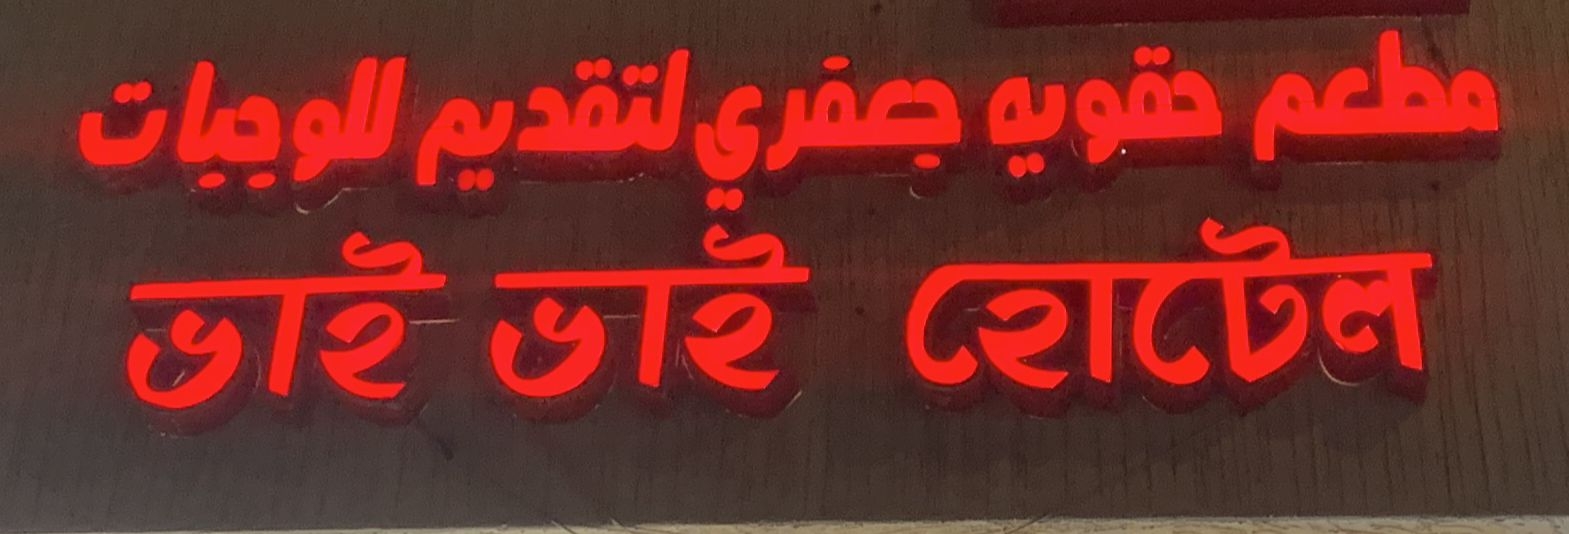 مطعم حقويه جعفري لتقديم للوجبات
ভাই ভাই হোটেল